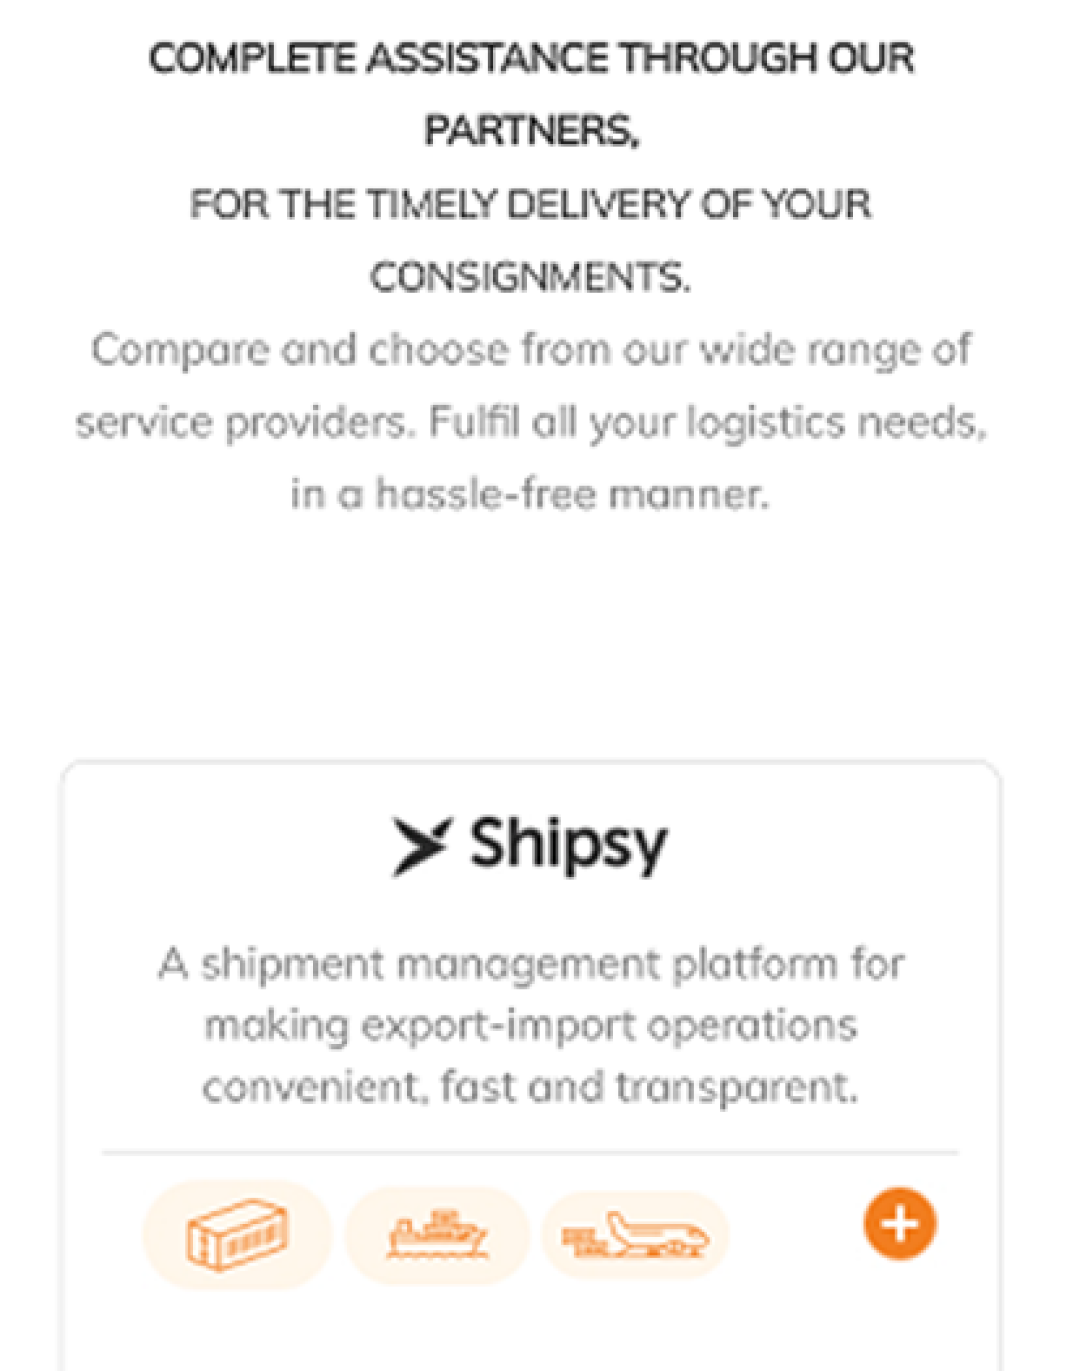 COMPLETE ASSISTANCE THROUGH OUR
PARTNERS,
FOR THE TIMELY DELIVERY OF YOUR
CONSIGNMENTS.
Compare and choose from our wide range of
service providers. Fulfil all your logistics needs,
in a hassle-free manner.
Shipsy
A shipment management platform for
making export-import operations
convenient, fast and transparent.